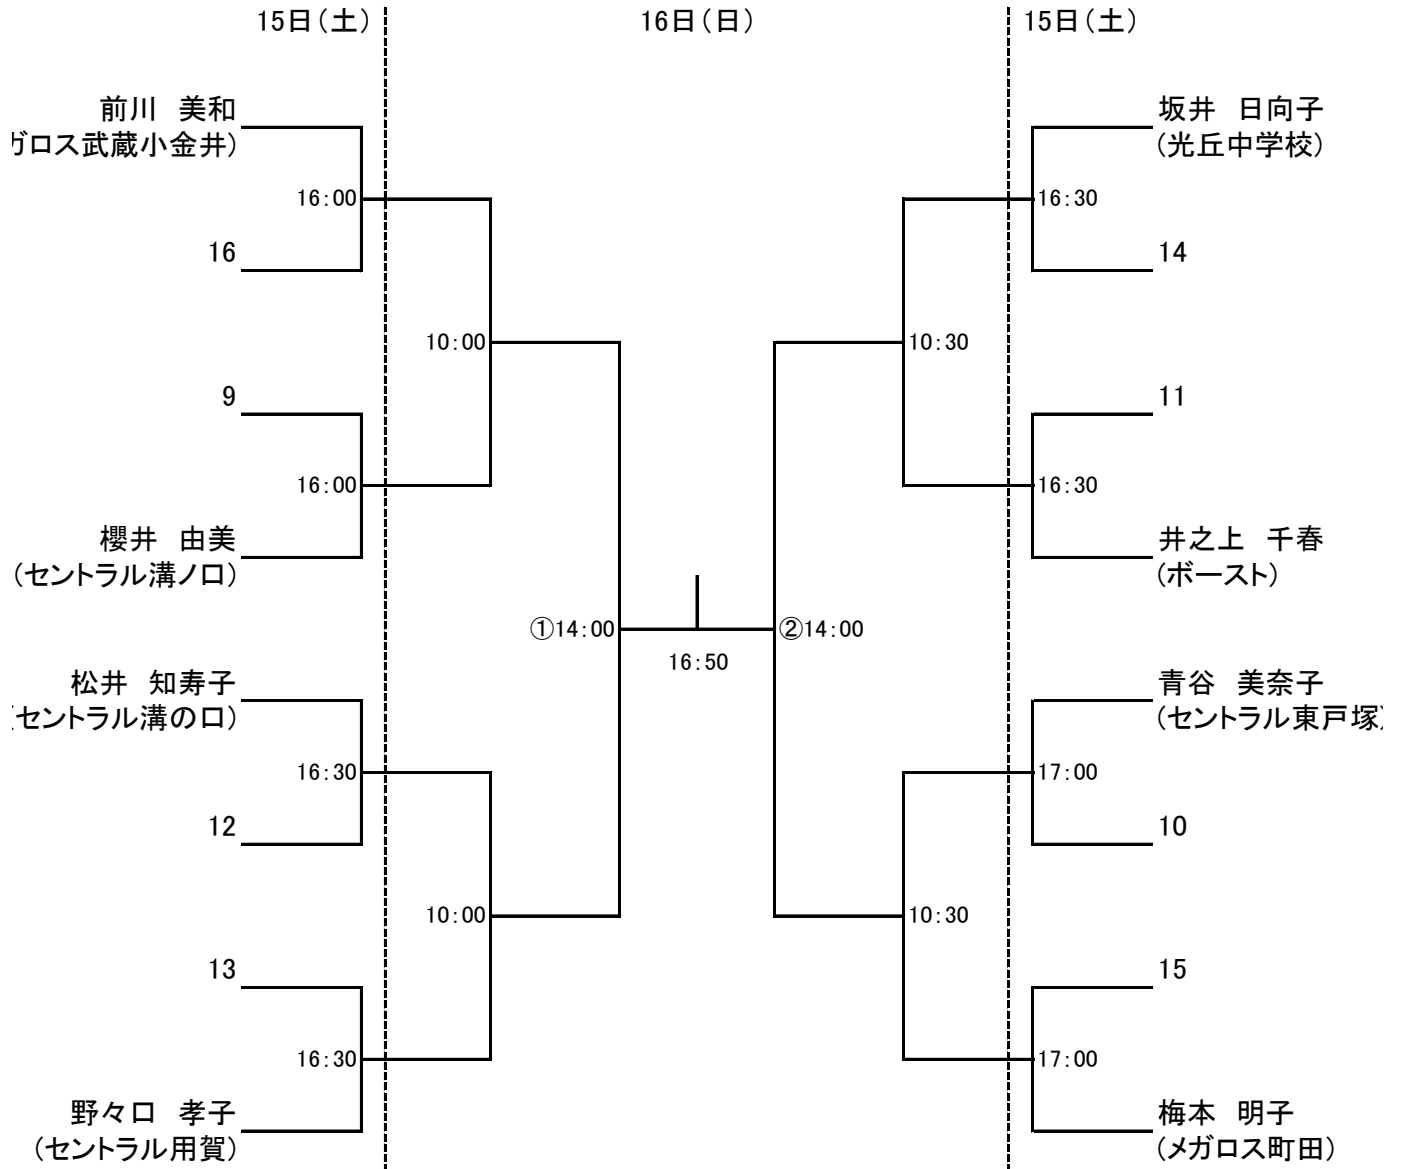 15日（土）
16日（日）
15日（土）
前川　美和
ガロス武蔵小金井）
16:00
16
10:00
9
16:00
櫻井　由美
（セントラル溝ノ口）
①14:00
松井　知寿子
（セントラル溝の口）
16:30
12
10:00
13
16:30
野々口　孝子
（セントラル用賀）
16:50
坂井　日向子
（光丘中学校）
16:30
14
10:30
11
16:30
井之上　千春
（ボースト）
②14:00
青谷　美奈子
（セントラル東戸塚）
17:00
10
10:30
15
17:00
梅本　明子
（メガロス町田）